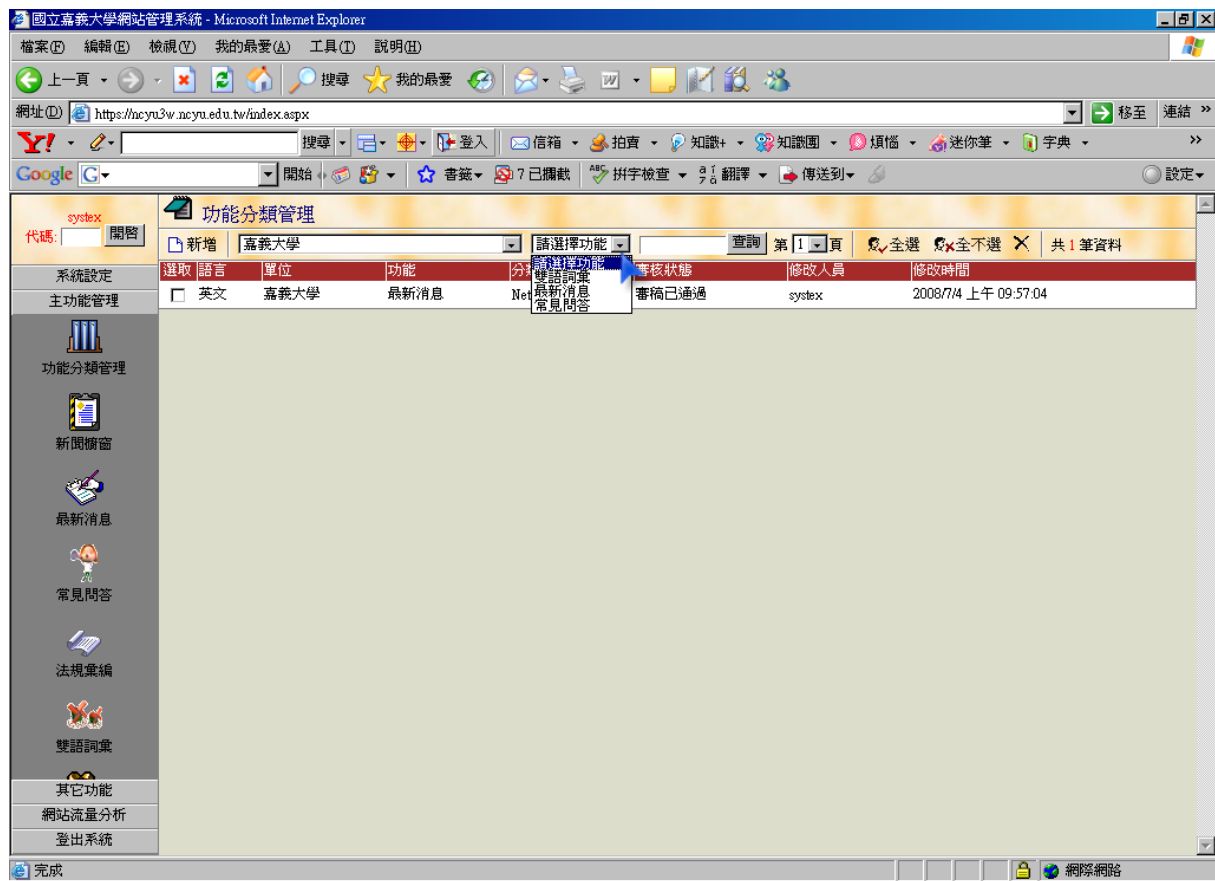 國立嘉義大學網站管理系統 - Microsoft Internet Explorer
檔案(F) 編輯(E) 檢視(V) 我的最愛(A) 工具(T) 說明(H)
上一頁 搜尋 我的最愛
網址(D) https://ncyu3w.ncyu.edu.tw/index.aspx 移至 連結 »
Y! 搜尋 登入 信箱 拍賣 知識+ 知識團 煩惱 迷你筆 字典 »
Google G 開始 書籤 7 已攔截 ABC 拼字檢查 翻譯 傳送到 設定
systex
代碼: 開啓
功能分類管理
新增 嘉義大學 請選擇功能 查詢 第 1 頁 全選 全不選 共 1 筆資料
選取 語言 單位 功能 審核狀態 修改人員 修改時間
英文 嘉義大學 最新消息 Net 審稿已通過 systex 2008/7/4 上午 09:57:04
請選擇功能
雙語詞彙
最新消息
常見問答
系統設定
主功能管理
功能分類管理
新聞櫥窗
最新消息
常見問答
法規彙編
雙語詞彙
其它功能
網站流量分析
登出系統
完成 網際網路